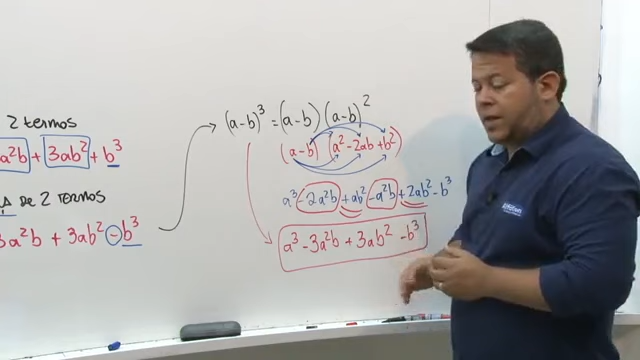 2 termos
a²b + 3ab² + b³
DE 2 termos
3a²b + 3ab² - b³
(a-b)³ = (a-b) (a-b)²
(a-b) (a² - 2ab + b²)
a³ - 2a²b + ab² - a²b + 2ab² - b³
a³ - 3a²b + 3ab² - b³